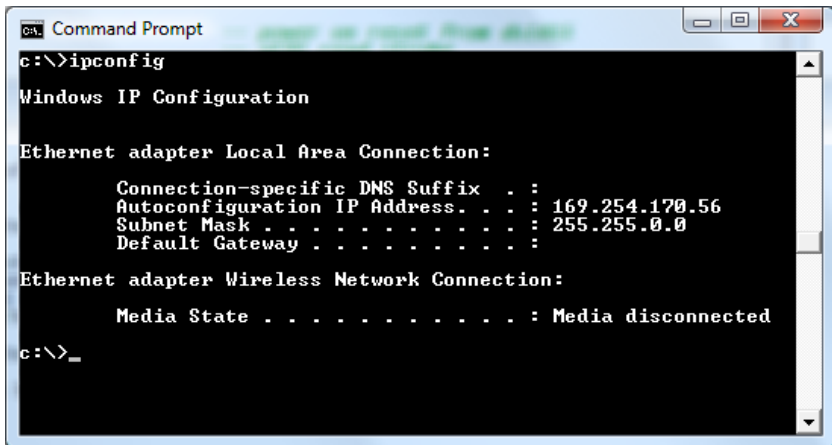 Command Prompt
c:\>ipconfig
Windows IP Configuration
Ethernet adapter Local Area Connection:
Connection-specific DNS Suffix . :
Autoconfiguration IP Address. . . : 169.254.170.56
Subnet Mask . . . . . . . . . . . : 255.255.0.0
Default Gateway . . . . . . . . . :
Ethernet adapter Wireless Network Connection:
Media State . . . . . . . . . . . : Media disconnected
c:\>_